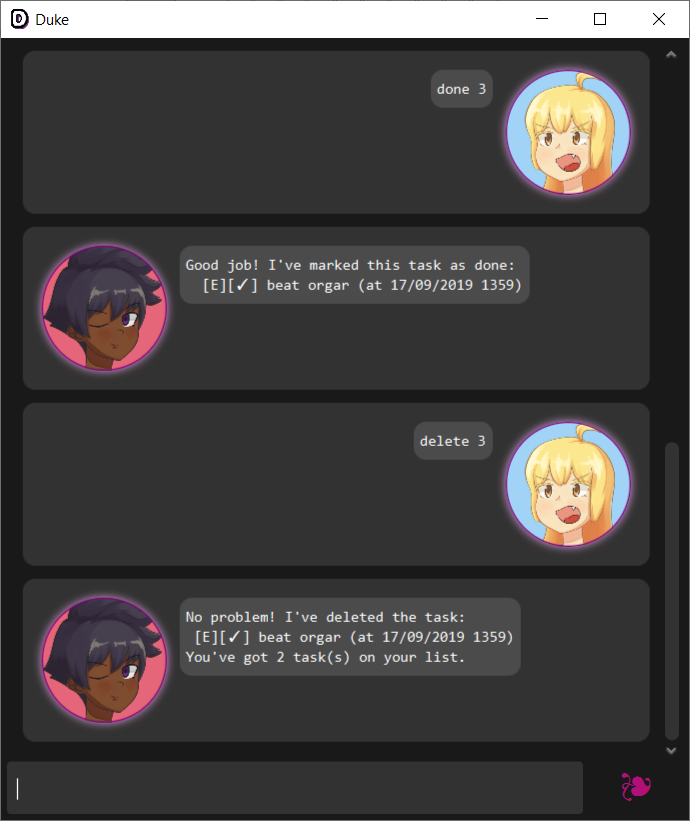 Duke
done 3
Good job! I've marked this task as done:
[E][✓] beat orgar (at 17/09/2019 1359)
delete 3
No problem! I've deleted the task:
[E][✓] beat orgar (at 17/09/2019 1359)
You've got 2 task(s) on your list.